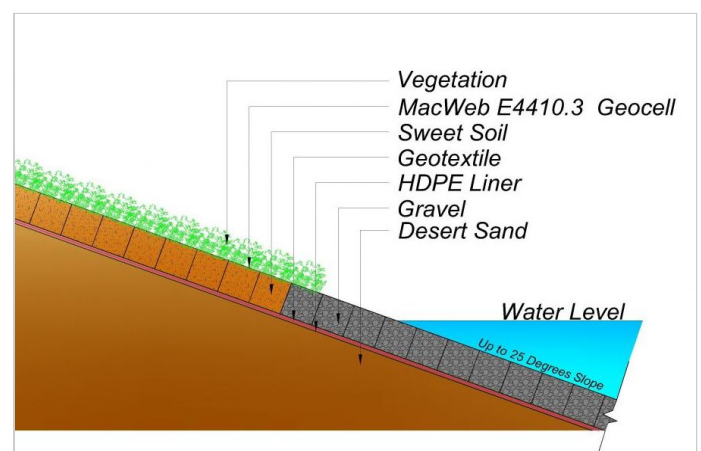 Vegetation
MacWeb E4410.3 Geocell
Sweet Soil
Geotextile
HDPE Liner
Gravel
Desert Sand
Water Level
Up to 25 Degrees Slope